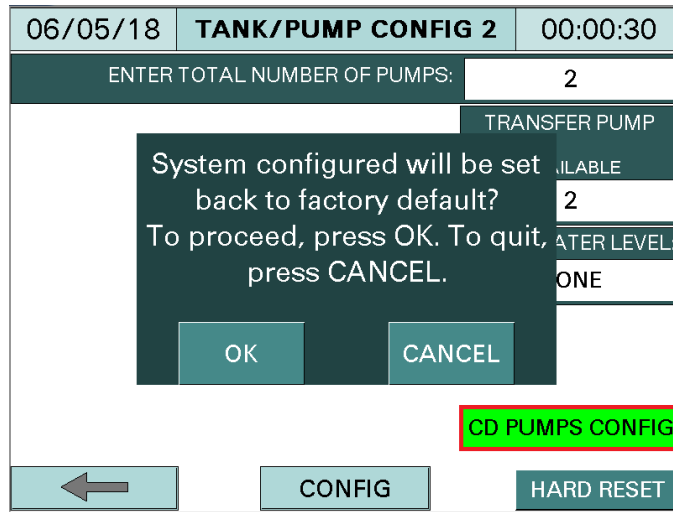 06/05/18 TANK/PUMP CONFIG 2 00:00:30
ENTER TOTAL NUMBER OF PUMPS: 2
TRANSFER PUMP
System configured will be set
back to factory default?
To proceed, press OK. To quit,
press CANCEL.
OK CANCEL
ILABLE
2
ATER LEVEL:
ONE
CD PUMPS CONFIG
CONFIG HARD RESET